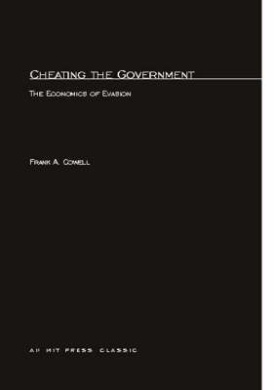 CHEATING THE GOVERNMENT
THE ECONOMICS OF EVASION
FRANK A. COWELL
AN MIT PRESS CLASSIC